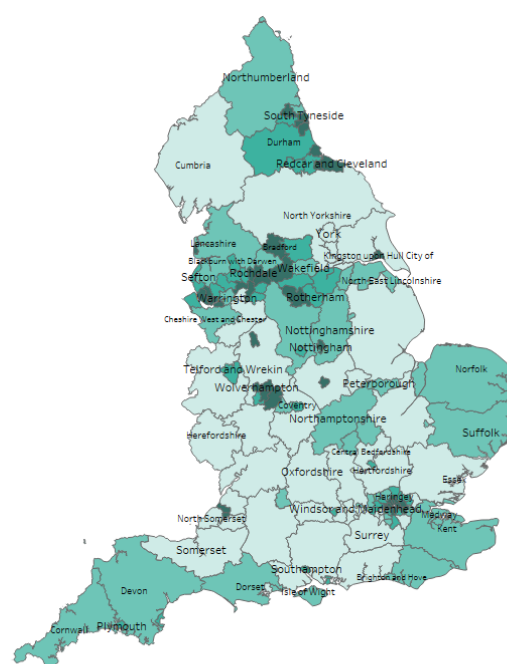 Northumberland
South Tyneside
Durham
Redcar and Cleveland
Cumbria
North Yorkshire
York
Lancashire
Bradford
Kingston upon Hull City of
Blackburn with Darwen
Wakefield
Rochdale
Sefton
North East Lincolnshire
Warrington
Rotherham
Cheshire West and Chester
Nottinghamshire
Nottingham
Telford and Wrekin
Norfolk
Wolverhampton
Peterborough
Coventry
Northamptonshire
Suffolk
Herefordshire
Central Bedfordshire
Oxfordshire
Hertfordshire
Essex
Haringey
Windsor and Maidenhead
North Somerset
Medway
Kent
Surrey
Somerset
Southampton
Brighton and Hove
Devon
Dorset
Isle of Wight
Cornwall
Plymouth